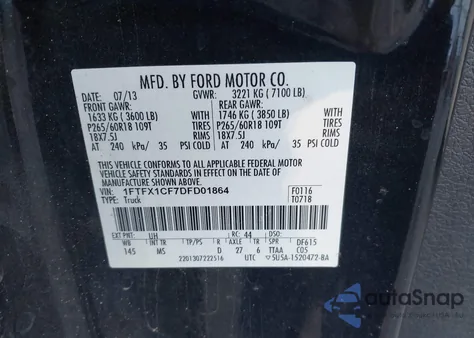 MFD. BY FORD MOTOR CO.
DATE: 07/13 GVWR: 3221 KG ( 7100 LB)
FRONT GAWR: REAR GAWR:
1633 KG ( 3600 LB) WITH 1746 KG ( 3850 LB) WITH
P265/60R18 109T TIRES P265/60R18 109T TIRES
18X7.5J RIMS 18X7.5J RIMS
AT 240 kPa/ 35 PSI COLD AT 240 kPa/ 35 PSI COLD
THIS VEHICLE CONFORMS TO ALL APPLICABLE FEDERAL MOTOR
VEHICLE SAFETY STANDARDS IN EFFECT ON THE DATE OF
MANUFACTURE SHOWN ABOVE.
VIN: 1FTFX1CF7DFD01864 F0116
TYPE: Truck T0718
EXT PNT: UH RC: 44 DSO:
WB INT TR TP/PS R AXLE TR SPR DF615
145 MS D 27 6 TTAA C05
2201307222516 UTC 5U5A-1520472-BA
autoSnap